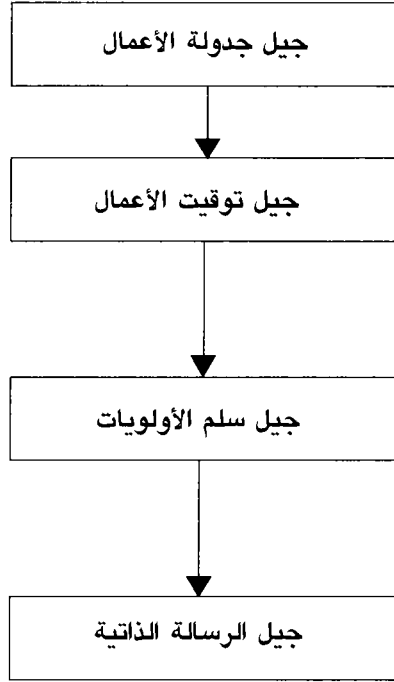 جيل جدولة الأعمال
جيل توقيت الأعمال
جيل سلم الأولويات
جيل الرسالة الذاتية